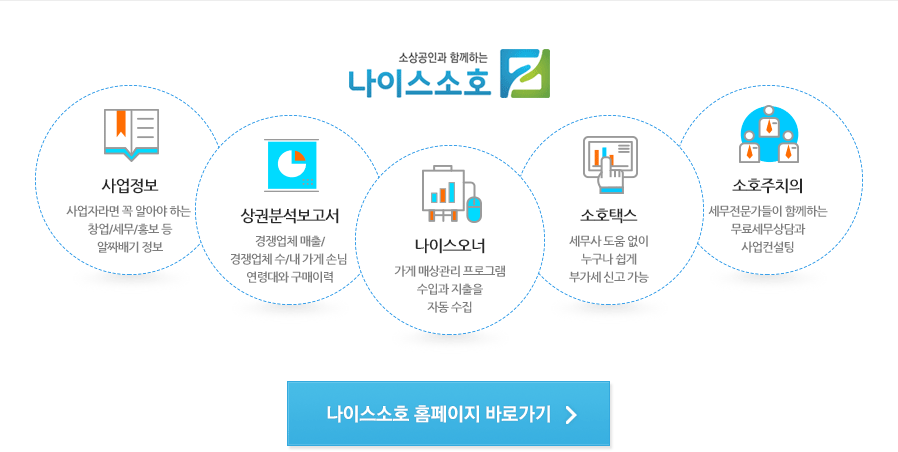 소상공인과 함께하는
나이스소호
사업정보
사업자라면 꼭 알아야 하는
창업/세무/홍보 등
알짜배기 정보
상권분석보고서
경쟁업체 매출/
경쟁업체 수/내 가게 손님
연령대와 구매이력
나이스오너
가게 매상관리 프로그램
수입과 지출을
자동 수집
소호택스
세무사 도움 없이
누구나 쉽게
부가세 신고 가능
소호주치의
세무전문가들이 함께하는
무료세무상담과
사업컨설팅
나이스소호 홈페이지 바로가기